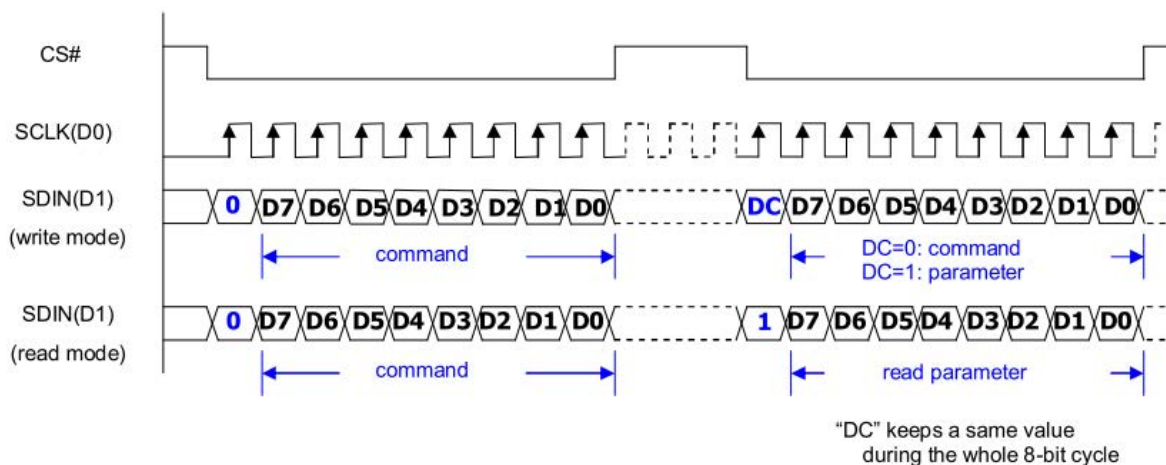 CS#
SCLK(D0)
SDIN(D1)
(write mode)
0 D7 D6 D5 D4 D3 D2 D1 D0
DC D7 D6 D5 D4 D3 D2 D1 D0
command
DC=0: command
DC=1: parameter
SDIN(D1)
(read mode)
0 D7 D6 D5 D4 D3 D2 D1 D0
1 D7 D6 D5 D4 D3 D2 D1 D0
command
read parameter
“DC” keeps a same value
during the whole 8-bit cycle